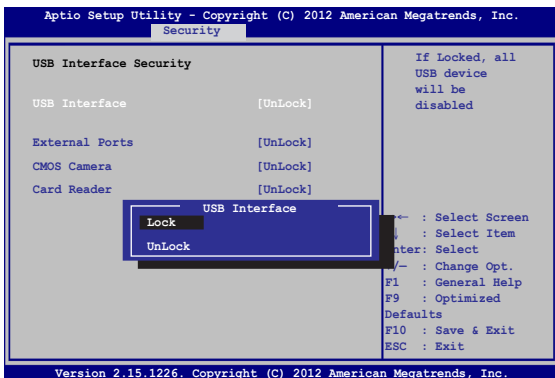 Aptio Setup Utility - Copyright (C) 2012 American Megatrends, Inc.
Security
USB Interface Security
USB Interface [UnLock]
External Ports [UnLock]
CMOS Camera [UnLock]
Card Reader [UnLock]
If Locked, all
USB device
will be
disabled
USB Interface
Lock
UnLock
← : Select Screen
: Select Item
nter: Select
/— : Change Opt.
F1 : General Help
F9 : Optimized
Defaults
F10 : Save & Exit
ESC : Exit
Version 2.15.1226. Copyright (C) 2012 American Megatrends, Inc.